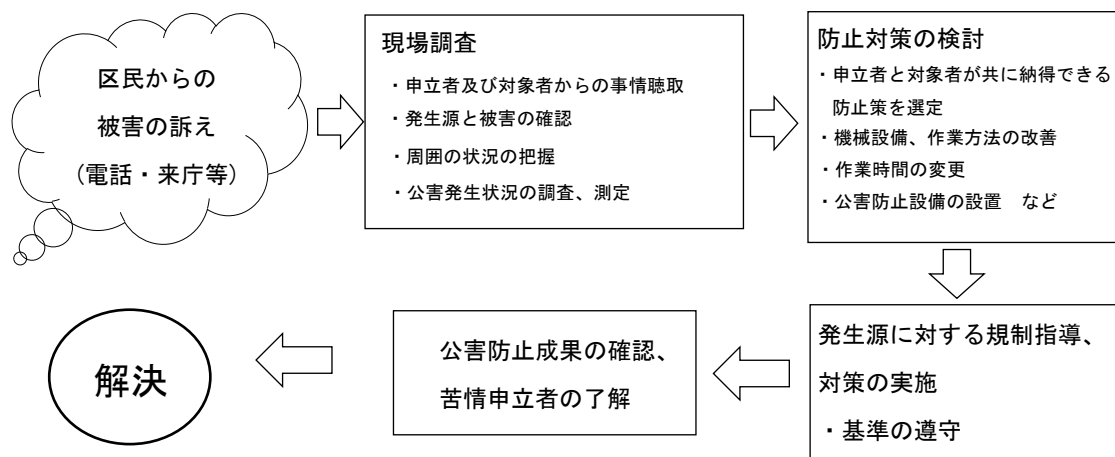 区民からの
被害の訴え
(電話・来庁等)
現場調査
・申立者及び対象者からの事情聴取
・発生源と被害の確認
・周囲の状況の把握
・公害発生状況の調査、測定
防止対策の検討
・申立者と対象者が共に納得できる
防止策を選定
・機械設備、作業方法の改善
・作業時間の変更
・公害防止設備の設置　など
発生源に対する規制指導、
対策の実施
・基準の遵守
公害防止成果の確認、
苦情申立者の了解
解決